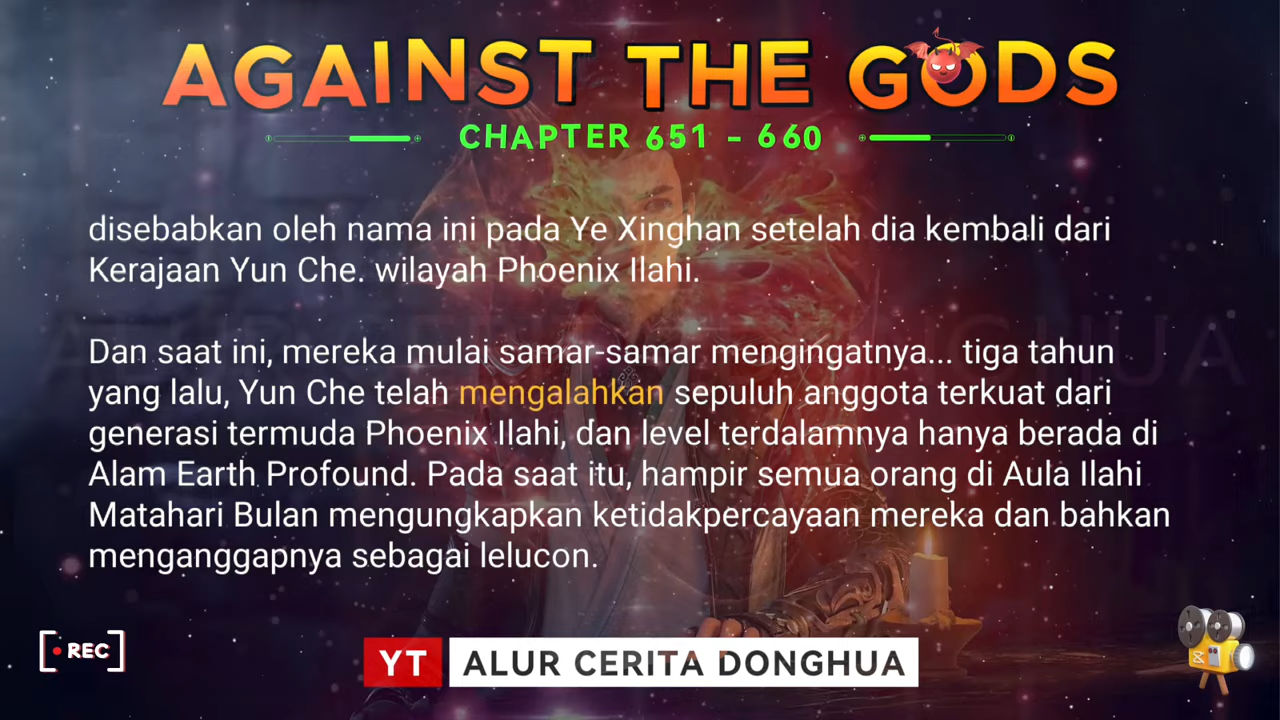 AGAINST THE GODS
CHAPTER 651 - 660
disebabkan oleh nama ini pada Ye Xinghan setelah dia kembali dari
Kerajaan Yun Che. wilayah Phoenix Ilahi.
Dan saat ini, mereka mulai samar-samar mengingatnya... tiga tahun
yang lalu, Yun Che telah mengalahkan sepuluh anggota terkuat dari
generasi termuda Phoenix Ilahi, dan level terdalamnya hanya berada di
Alam Earth Profound. Pada saat itu, hampir semua orang di Aula Ilahi
Matahari Bulan mengungkapkan ketidakpercayaan mereka dan bahkan
menganggapnya sebagai lelucon.
REC
YT ALUR CERITA DONGHUA